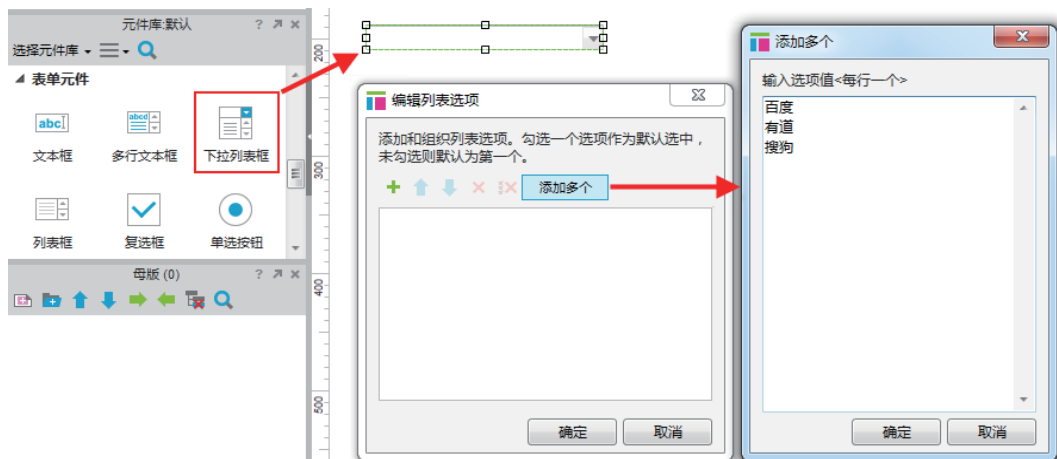 元件库:默认
选择元件库
表单元件
abc
abcd
文本框
多行文本框
下拉列表框
列表框
复选框
单选按钮
母版 (0)
200
300
400
500
编辑列表选项
添加和组织列表选项。勾选一个选项作为默认选中，
未勾选则默认为第一个。
添加多个
确定
取消
添加多个
输入选项值<每行一个>
百度
有道
搜狗
确定
取消